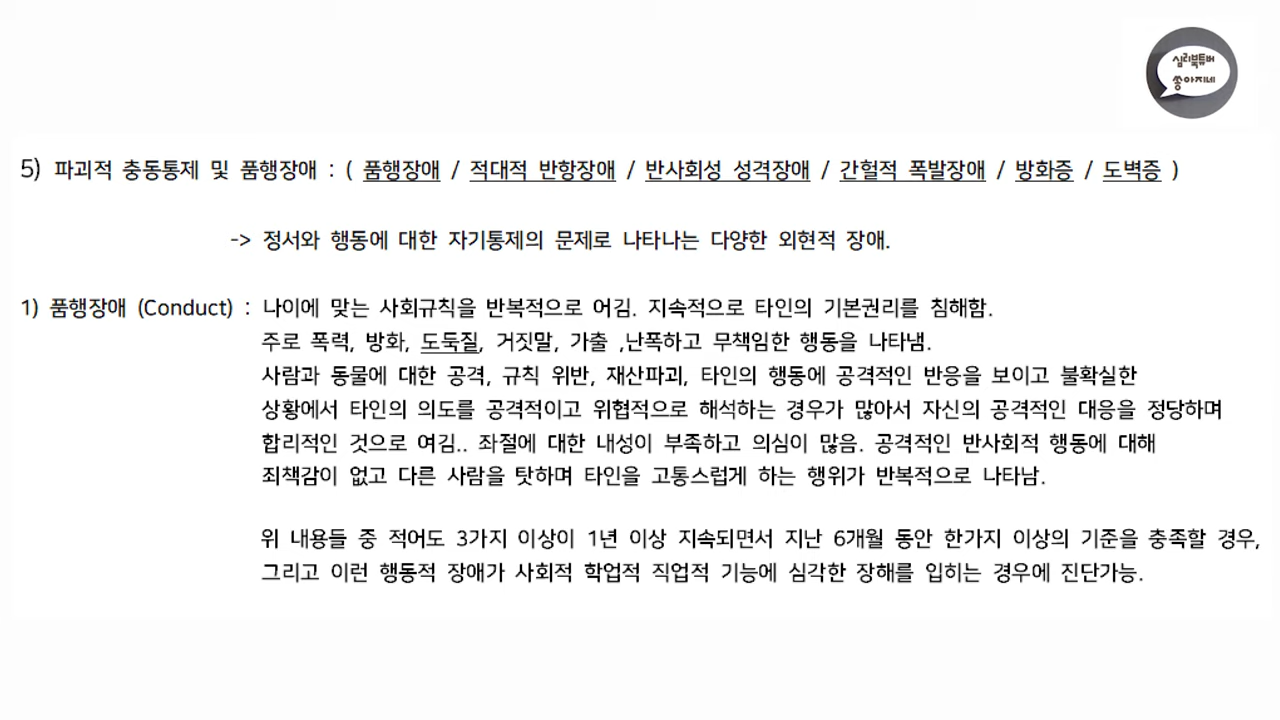 심리북튜버
쏭아지네
5) 파괴적 충동통제 및 품행장애 : ( 품행장애 / 적대적 반항장애 / 반사회성 성격장애 / 간헐적 폭발장애 / 방화증 / 도벽증 )
-> 정서와 행동에 대한 자기통제의 문제로 나타나는 다양한 외현적 장애.
1) 품행장애 (Conduct) : 나이에 맞는 사회규칙을 반복적으로 어김. 지속적으로 타인의 기본권리를 침해함.
주로 폭력, 방화, 도둑질, 거짓말, 가출 ,난폭하고 무책임한 행동을 나타냄.
사람과 동물에 대한 공격, 규칙 위반, 재산파괴, 타인의 행동에 공격적인 반응을 보이고 불확실한
상황에서 타인의 의도를 공격적이고 위협적으로 해석하는 경우가 많아서 자신의 공격적인 대응을 정당하며
합리적인 것으로 여김.. 좌절에 대한 내성이 부족하고 의심이 많음. 공격적인 반사회적 행동에 대해
죄책감이 없고 다른 사람을 탓하며 타인을 고통스럽게 하는 행위가 반복적으로 나타남.
위 내용들 중 적어도 3가지 이상이 1년 이상 지속되면서 지난 6개월 동안 한가지 이상의 기준을 충족할 경우,
그리고 이런 행동적 장애가 사회적 학업적 직업적 기능에 심각한 장해를 입히는 경우에 진단가능.